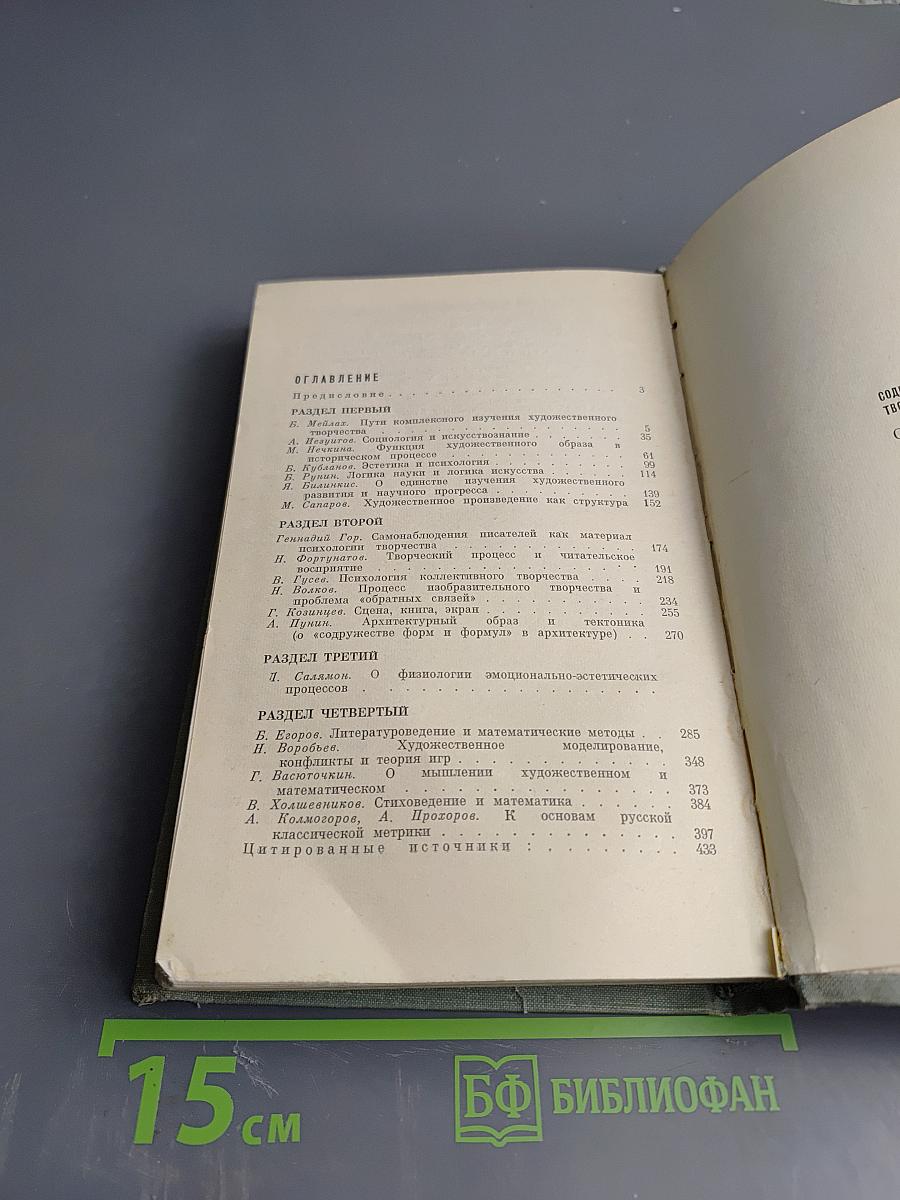 ОГЛАВЛЕНИЕ
Предисловие . . . . . . . . . . . . . . . . . . 3
РАЗДЕЛ ПЕРВЫЙ
Б. Мейлах. Пути комплексного изучения художественного
творчества . . . . . . . . . . . . . . . . . 5
А. Иезуитов. Социология и искусствознание . . . . . . 35
М. Нечкина. Функция художественного образа в
историческом процессе . . . . . . . . . . . . 61
Б. Кубланов. Эстетика и психология . . . . . . . . . 99
Б. Рунин. Логика науки и логика искусства . . . . . . 114
Я. Билинкис. О единстве изучения художественного
развития и научного прогресса . . . . . . . . . 139
М. Сапаров. Художественное произведение как структура 152
РАЗДЕЛ ВТОРОЙ
Геннадий Гор. Самонаблюдения писателей как материал
психологии творчества . . . . . . . . . . . . 174
Н. Фортунатов. Творческий процесс и читательское
восприятие . . . . . . . . . . . . . . . . . 191
В. Гусев. Психология коллективного творчества . . . . 218
Н. Волков. Процесс изобразительного творчества и
проблема «обратных связей» . . . . . . . . . . 234
Г. Козинцев. Сцена, книга, экран . . . . . . . . . . 255
А. Пунин. Архитектурный образ и тектоника
(о «содружестве форм и формул» в архитектуре) . . 270
РАЗДЕЛ ТРЕТИЙ
Л. Салямон. О физиологии эмоционально-эстетических
процессов . . . . . . . . . . . . . . . . .
РАЗДЕЛ ЧЕТВЕРТЫЙ
Б. Егоров. Литературоведение и математические методы . . 285
Н. Воробьев. Художественное моделирование,
конфликты и теория игр . . . . . . . . . . . . 348
Г. Васюточкин. О мышлении художественном и
математическом . . . . . . . . . . . . . . . 373
В. Холшевников. Стиховедение и математика . . . . . . 384
А. Колмогоров, А. Прохоров. К основам русской
классической метрики . . . . . . . . . . . . . 397
Цитированные источники : . . . . . . . . 433
15 см
БФ БИБЛИОФАН